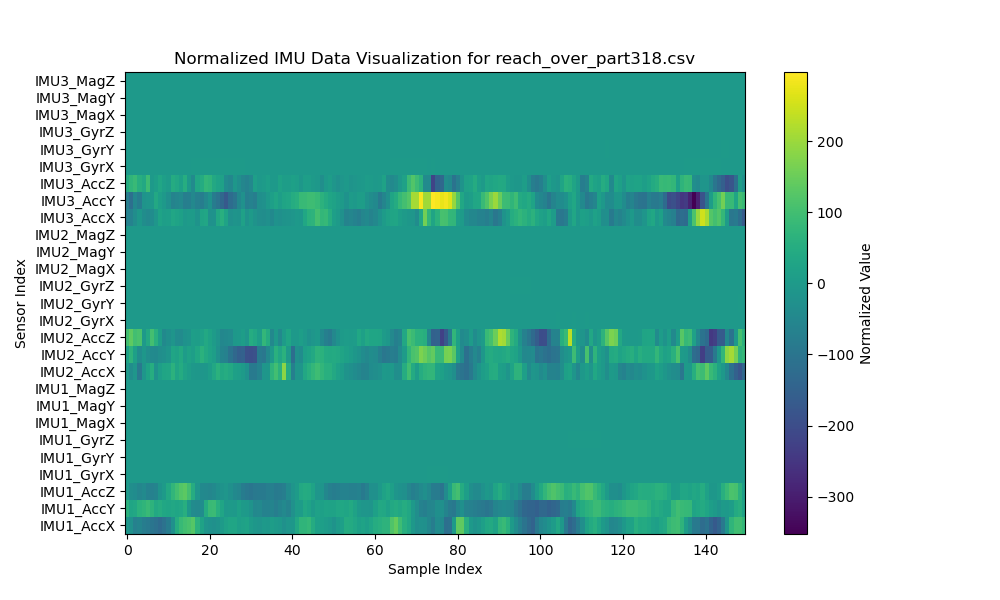 Normalized IMU Data Visualization for reach_over_part318.csv
Sensor Index
IMU3_MagZ
IMU3_MagY
IMU3_MagX
IMU3_GyrZ
IMU3_GyrY
IMU3_GyrX
IMU3_AccZ
IMU3_AccY
IMU3_AccX
IMU2_MagZ
IMU2_MagY
IMU2_MagX
IMU2_GyrZ
IMU2_GyrY
IMU2_GyrX
IMU2_AccZ
IMU2_AccY
IMU2_AccX
IMU1_MagZ
IMU1_MagY
IMU1_MagX
IMU1_GyrZ
IMU1_GyrY
IMU1_GyrX
IMU1_AccZ
IMU1_AccY
IMU1_AccX
0 20 40 60 80 100 120 140
Sample Index
200
100
0
−100
−200
−300
Normalized Value